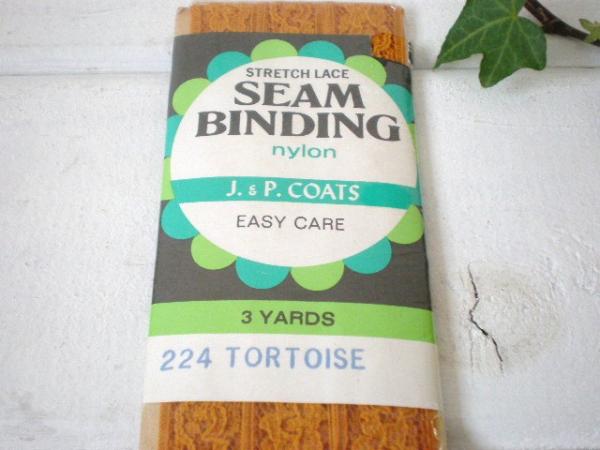 STRETCH LACE
SEAM
BINDING
nylon
J. & P. COATS
EASY CARE
3 YARDS
224 TORTOISE